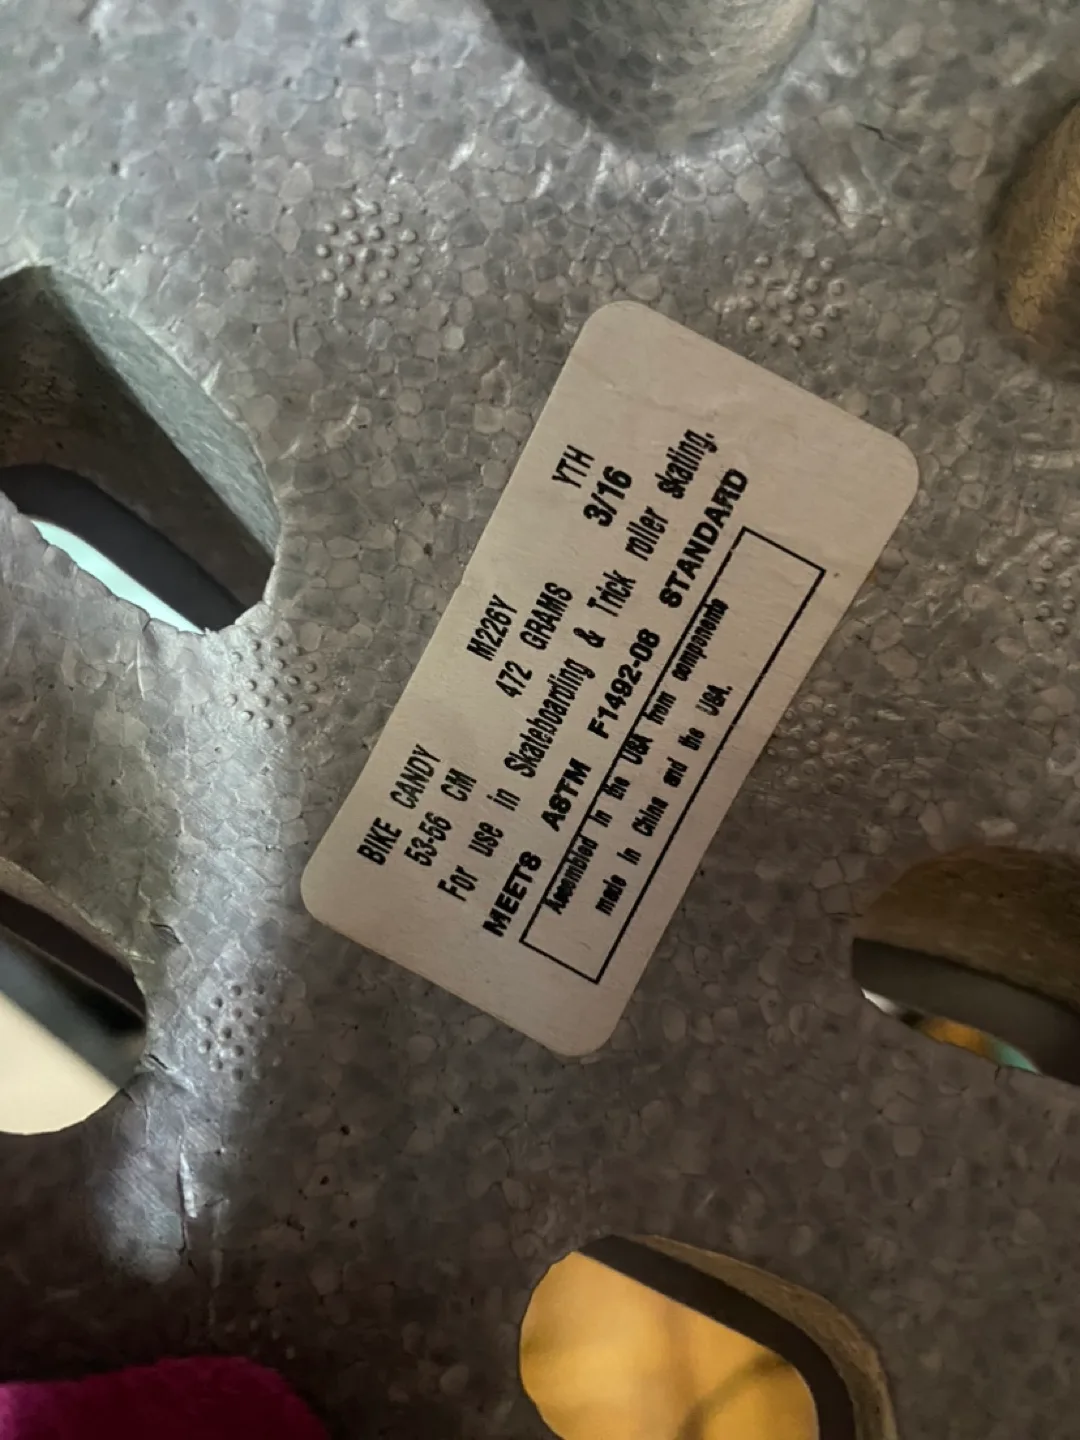 BIKE CANDY M226Y YTH
53-56 CM 472 GRAMS 3/16
For use in Skateboarding & Trick roller skating.
MEETS ASTM F1492-08 STANDARD
Assembled in the USA from components
made in China and the USA.